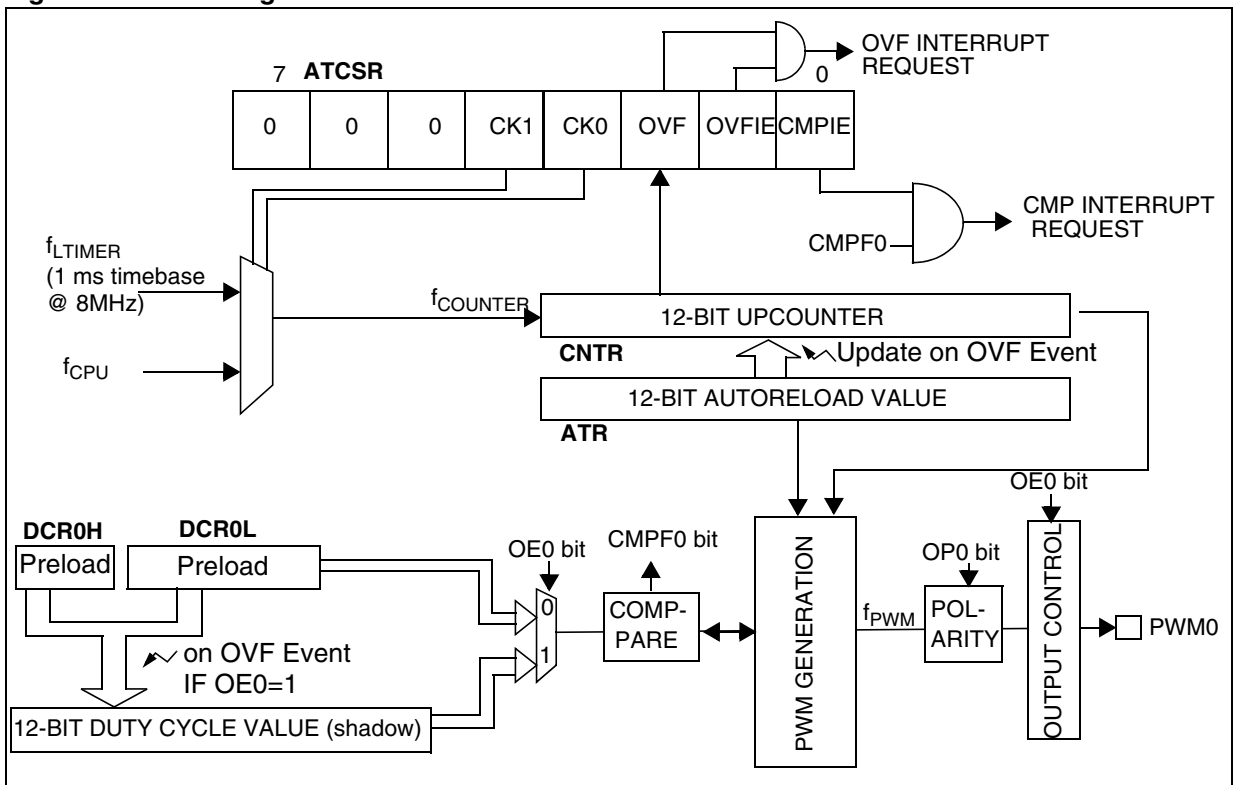 OVF INTERRUPT
REQUEST
7 ATCSR 0
0 0 0 CK1 CK0 OVF OVFIE CMPIE
CMP INTERRUPT
REQUEST
CMPF0
fLTIMER
(1 ms timebase
@ 8MHz)
fCOUNTER
12-BIT UPCOUNTER
CNTR
Update on OVF Event
fCPU
12-BIT AUTORELOAD VALUE
ATR
OE0 bit
DCR0H DCR0L
Preload Preload
OE0 bit
CMPF0 bit
OP0 bit
0
1
COMP-
PARE
PWM GENERATION
fPWM
POL-
ARITY
OUTPUT CONTROL
PWM0
on OVF Event
IF OE0=1
12-BIT DUTY CYCLE VALUE (shadow)